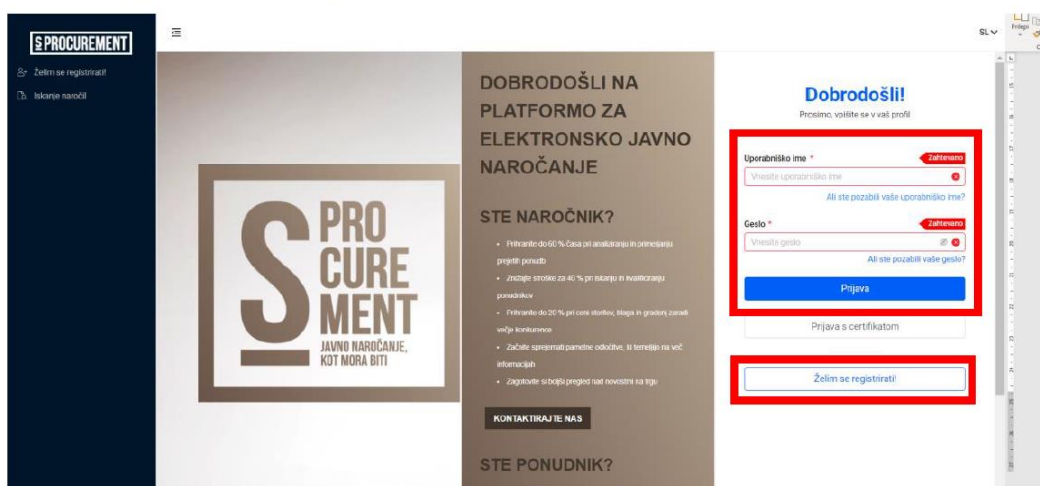 S PROCUREMENT
Želim se registrirati!
Iskanje naročil
SL
Prilepi
S PRO
CURE
MENT
JAVNO NAROČANJE,
KOT MORA BITI
DOBRODOŠLI NA
PLATFORMO ZA
ELEKTRONSKO JAVNO
NAROČANJE
STE NAROČNIK?
• Prihranite do 60 % časa pri analiziranju in primerjanju
prejetih ponudb
• Znižajte stroške za 40 % pri iskanju in kvalificiranju
ponudnikov
• Prihranite do 20 % pri ceni storitev, blaga in gradenj zaradi
večje konkurence
• Začnite sprejemati pametne odločitve, ki temeljijo na več
informacijah
• Zagotovite si boljši pregled nad novostmi na trgu
KONTAKTIRAJTE NAS
STE PONUDNIK?
Dobrodošli!
Prosimo, vpišite se v vaš profil
Uporabniško ime *
Zahtevano
Vnesite uporabniško ime
Ali ste pozabili vaše uporabniško ime?
Geslo *
Zahtevano
Vnesite geslo
Ali ste pozabili vaše geslo?
Prijava
Prijava s certifikatom
Želim se registrirati!